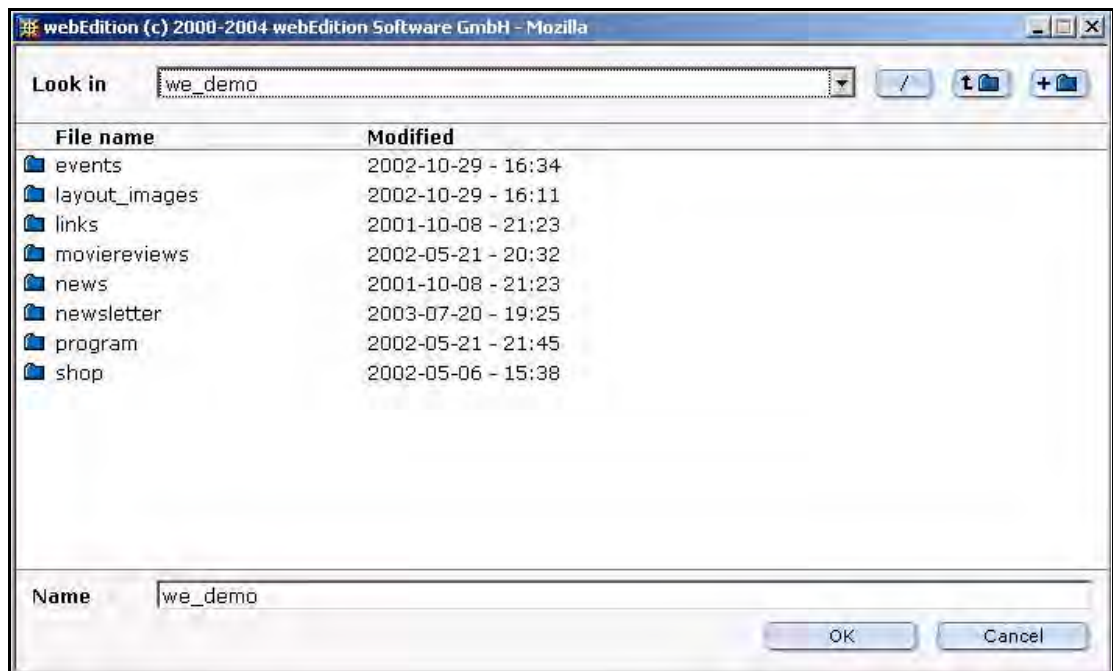 webEdition (c) 2000-2004 webEdition Software GmbH - Mozilla
Look in we_demo /
File name Modified
events 2002-10-29 - 16:34
layout_images 2002-10-29 - 16:11
links 2001-10-08 - 21:23
moviereviews 2002-05-21 - 20:32
news 2001-10-08 - 21:23
newsletter 2003-07-20 - 19:25
program 2002-05-21 - 21:45
shop 2002-05-06 - 15:38
Name we_demo
OK Cancel